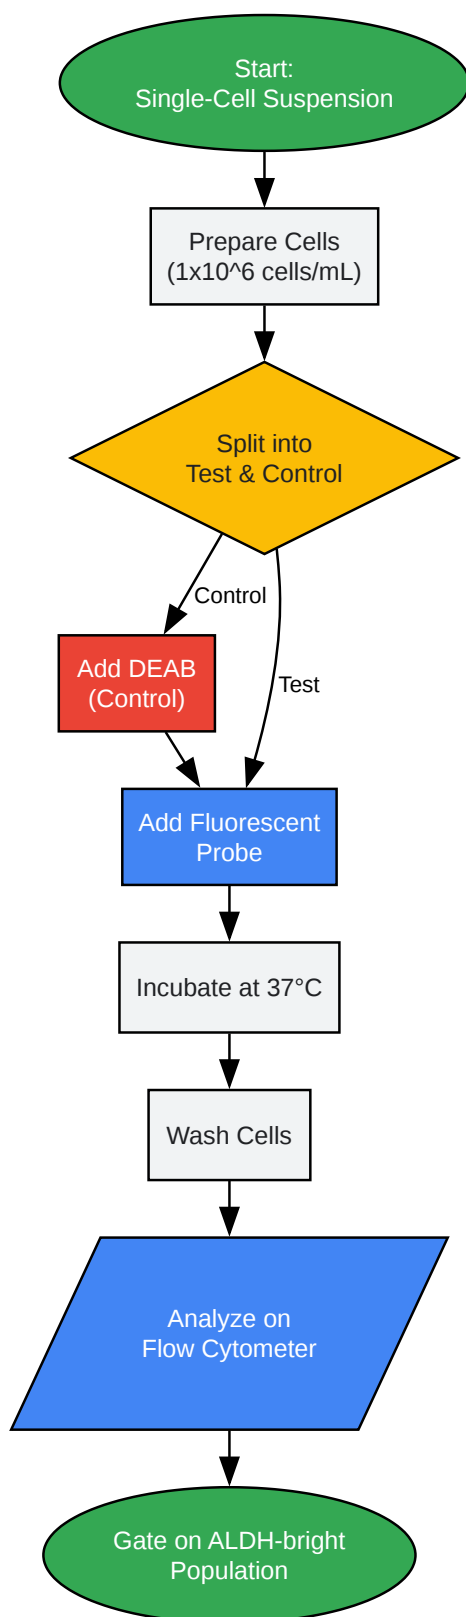 Start:
Single-Cell Suspension
Prepare Cells
(1x10^6 cells/mL)
Split into
Test & Control
Control
Add DEAB
(Control)
Test
Add Fluorescent
Probe
Incubate at 37°C
Wash Cells
Analyze on
Flow Cytometer
Gate on ALDH-bright
Population